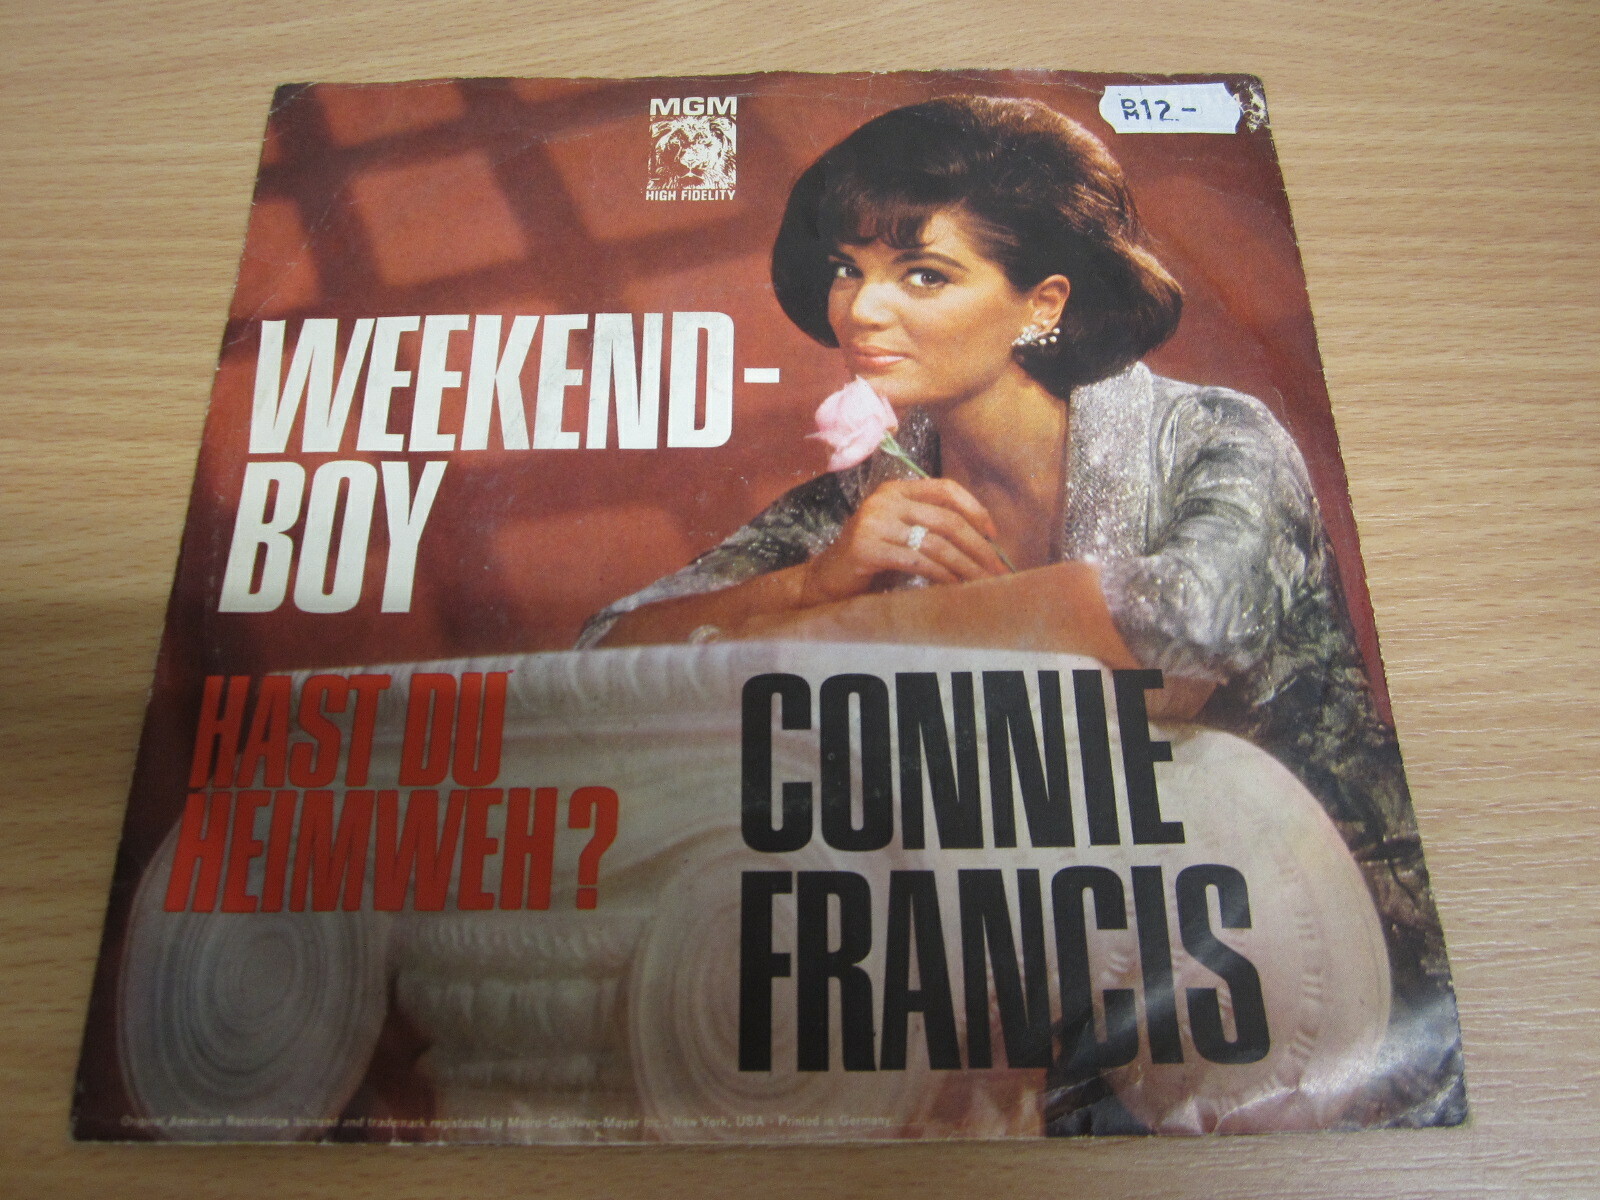 MGM
HIGH FIDELITY
DM12.-
WEEKEND-
BOY
HAST DU
HEIMWEH?
CONNIE
FRANCIS
Original American Recordings licensed and trademark registered by Metro-Goldwyn-Mayer Inc., New York, USA - Printed in Germany